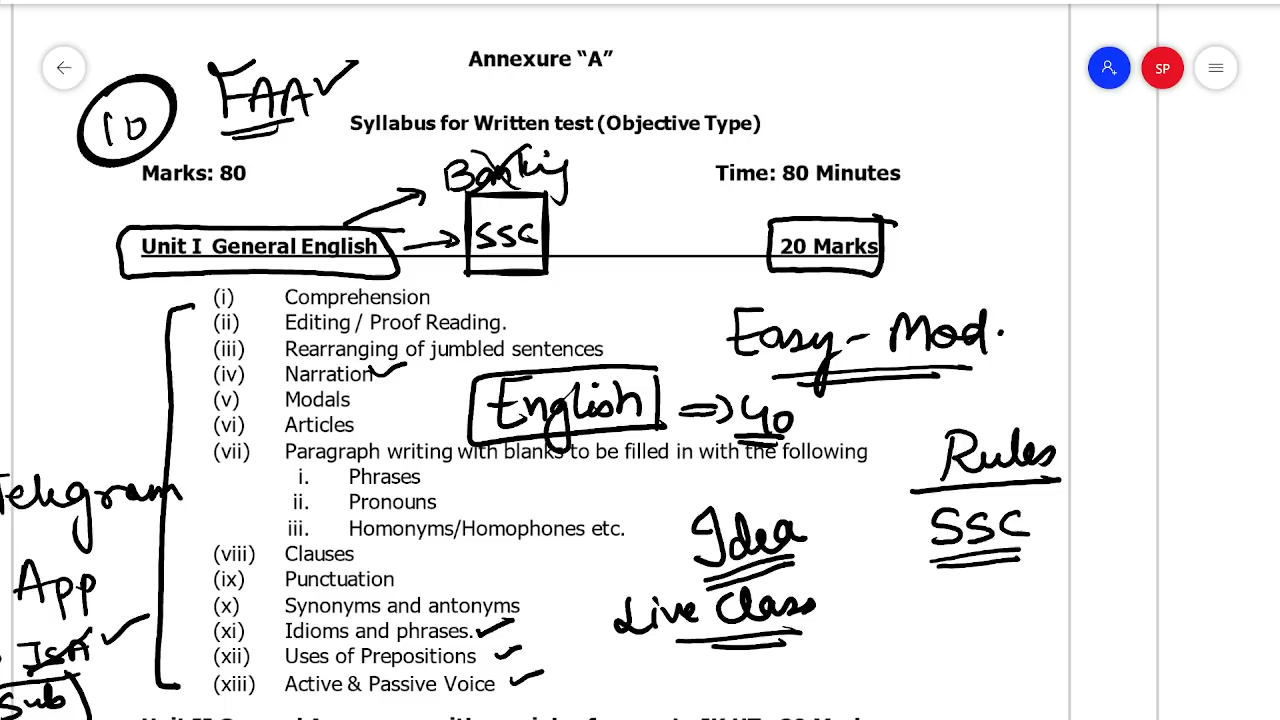 Annexure “A”
SP
10
FAA
Syllabus for Written test (Objective Type)
Marks: 80
Banking
Time: 80 Minutes
Unit I General English
SSC
20 Marks
(i) Comprehension
(ii) Editing / Proof Reading.
Easy - Mod.
(iii) Rearranging of jumbled sentences
(iv) Narration
(v) Modals
English => 40
(vi) Articles
(vii) Paragraph writing with blanks to be filled in with the following
Rules
i. Phrases
Telegram
ii. Pronouns
iii. Homonyms/Homophones etc.
SSC
Idea
(viii) Clauses
App
(ix) Punctuation
(x) Synonyms and antonyms
Live Class
(xi) Idioms and phrases.
(xii) Uses of Prepositions
(xiii) Active & Passive Voice
Sub